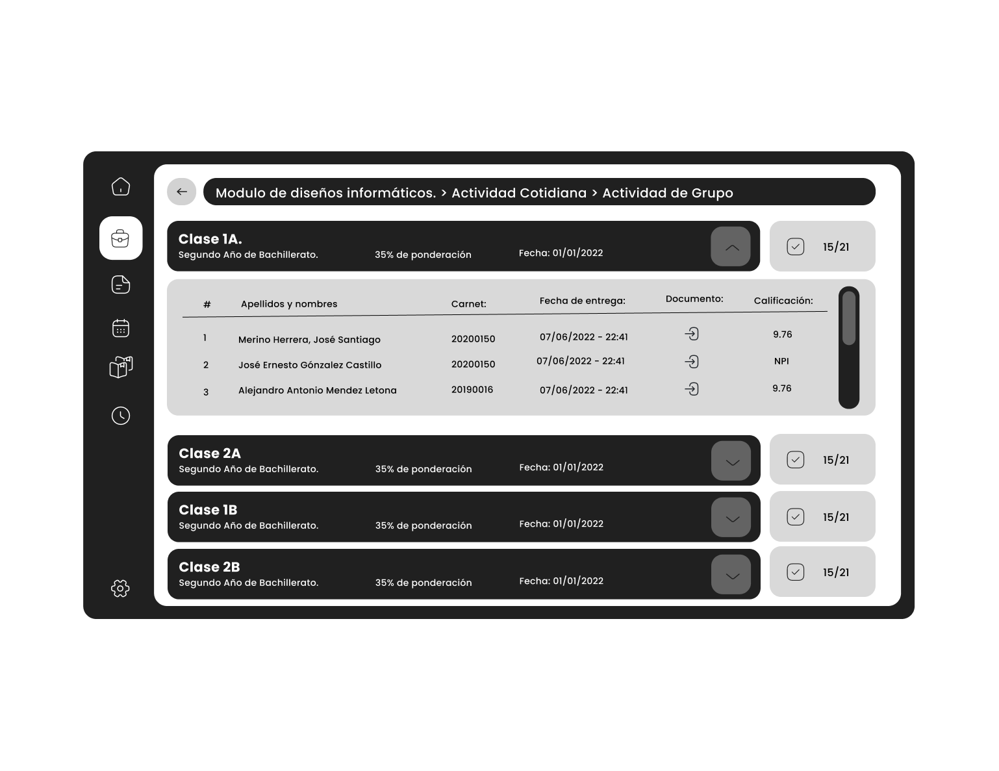 Modulo de diseños informáticos. > Actividad Cotidiana > Actividad de Grupo
Clase 1A.
Segundo Año de Bachillerato. 35% de ponderación Fecha: 01/01/2022
15/21
# Apellidos y nombres Carnet: Fecha de entrega: Documento: Calificación:
1 Merino Herrera, José Santiago 20200150 07/06/2022 - 22:41 9.76
2 José Ernesto Gónzalez Castillo 20200150 07/06/2022 - 22:41 NPI
3 Alejandro Antonio Mendez Letona 20190016 07/06/2022 - 22:41 9.76
Clase 2A
Segundo Año de Bachillerato. 35% de ponderación Fecha: 01/01/2022
15/21
Clase 1B
Segundo Año de Bachillerato. 35% de ponderación Fecha: 01/01/2022
15/21
Clase 2B
Segundo Año de Bachillerato. 35% de ponderación Fecha: 01/01/2022
15/21